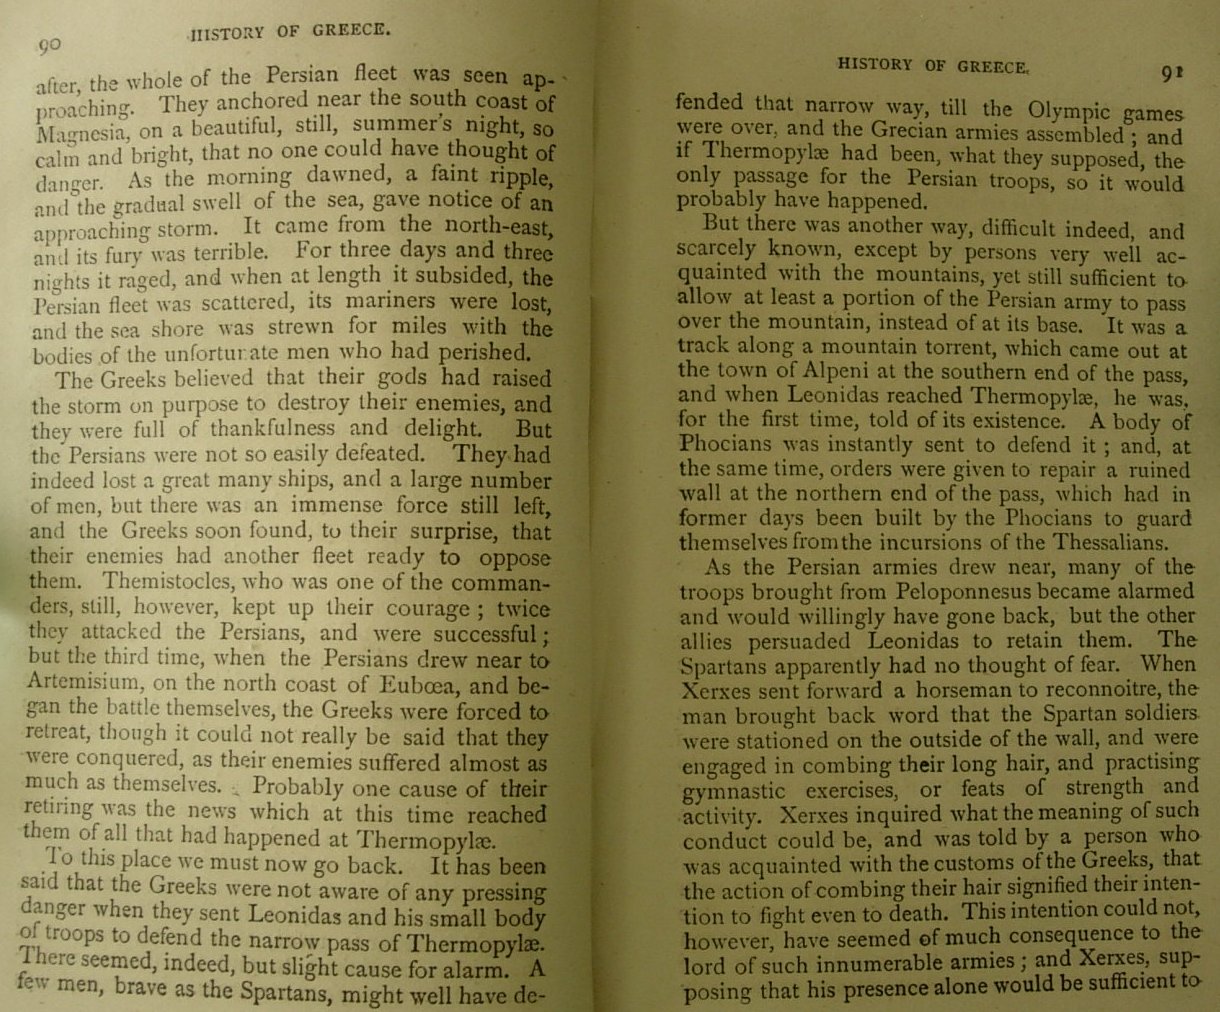 90
HISTORY OF GREECE.
after, the whole of the Persian fleet was seen ap-
proaching. They anchored near the south coast of
Magnesia, on a beautiful, still, summer's night, so
calm and bright, that no one could have thought of
danger. As the morning dawned, a faint ripple,
and the gradual swell of the sea, gave notice of an
approaching storm. It came from the north-east,
and its fury was terrible. For three days and three
nights it raged, and when at length it subsided, the
Persian fleet was scattered, its mariners were lost,
and the sea shore was strewn for miles with the
bodies of the unfortunate men who had perished.
The Greeks believed that their gods had raised
the storm on purpose to destroy their enemies, and
they were full of thankfulness and delight. But
the Persians were not so easily defeated. They had
indeed lost a great many ships, and a large number
of men, but there was an immense force still left,
and the Greeks soon found, to their surprise, that
their enemies had another fleet ready to oppose
them. Themistocles, who was one of the comman-
ders, still, however, kept up their courage ; twice
they attacked the Persians, and were successful ;
but the third time, when the Persians drew near to
Artemisium, on the north coast of Eubœa, and be-
gan the battle themselves, the Greeks were forced to
retreat, though it could not really be said that they
were conquered, as their enemies suffered almost as
much as themselves. Probably one cause of their
retiring was the news which at this time reached
them of all that had happened at Thermopylæ.
To this place we must now go back. It has been
said that the Greeks were not aware of any pressing
danger when they sent Leonidas and his small body
of troops to defend the narrow pass of Thermopylæ.
There seemed, indeed, but slight cause for alarm. A
few men, brave as the Spartans, might well have de-
HISTORY OF GREECE.
91
fended that narrow way, till the Olympic games
were over, and the Grecian armies assembled ; and
if Thermopylæ had been, what they supposed, the
only passage for the Persian troops, so it would
probably have happened.
But there was another way, difficult indeed, and
scarcely known, except by persons very well ac-
quainted with the mountains, yet still sufficient to
allow at least a portion of the Persian army to pass
over the mountain, instead of at its base. It was a
track along a mountain torrent, which came out at
the town of Alpeni at the southern end of the pass,
and when Leonidas reached Thermopylæ, he was,
for the first time, told of its existence. A body of
Phocians was instantly sent to defend it ; and, at
the same time, orders were given to repair a ruined
wall at the northern end of the pass, which had in
former days been built by the Phocians to guard
themselves from the incursions of the Thessalians.
As the Persian armies drew near, many of the
troops brought from Peloponnesus became alarmed
and would willingly have gone back, but the other
allies persuaded Leonidas to retain them. The
Spartans apparently had no thought of fear. When
Xerxes sent forward a horseman to reconnoitre, the
man brought back word that the Spartan soldiers
were stationed on the outside of the wall, and were
engaged in combing their long hair, and practising
gymnastic exercises, or feats of strength and
activity. Xerxes inquired what the meaning of such
conduct could be, and was told by a person who
was acquainted with the customs of the Greeks, that
the action of combing their hair signified their inten-
tion to fight even to death. This intention could not,
however, have seemed of much consequence to the
lord of such innumerable armies ; and Xerxes, sup-
posing that his presence alone would be sufficient to